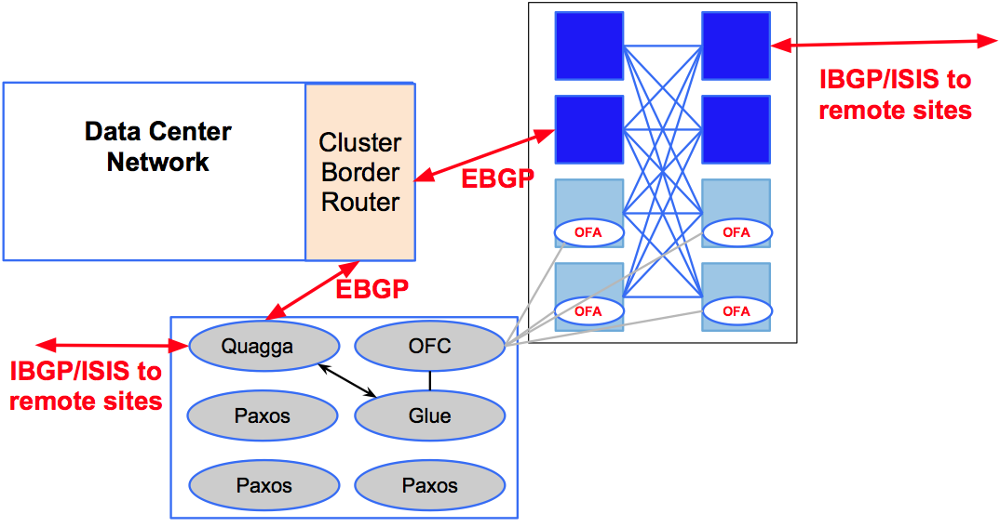 Data Center
Network
Cluster
Border
Router
EBGP
EBGP
IBGP/ISIS to
remote sites
OFA
OFA
OFA
OFA
IBGP/ISIS to
remote sites
Quagga
OFC
Paxos
Glue
Paxos
Paxos